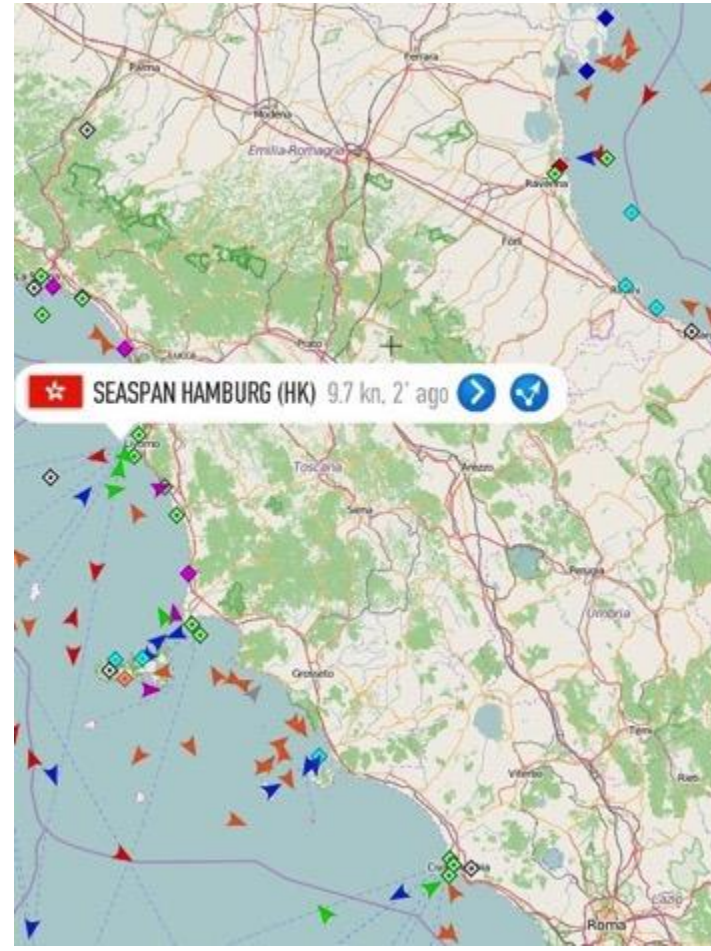 Parma
Ferrara
Modena
Emilia-Romagna
Ravenna
Forlì
Lucca
Prato
SEASPAN HAMBURG (HK) 9.7 kn, 2' ago
Livorno
Toscana
Arezzo
Siena
Perugia
Umbria
Grosseto
Terni
Viterbo
Rieti
Lazio
Roma